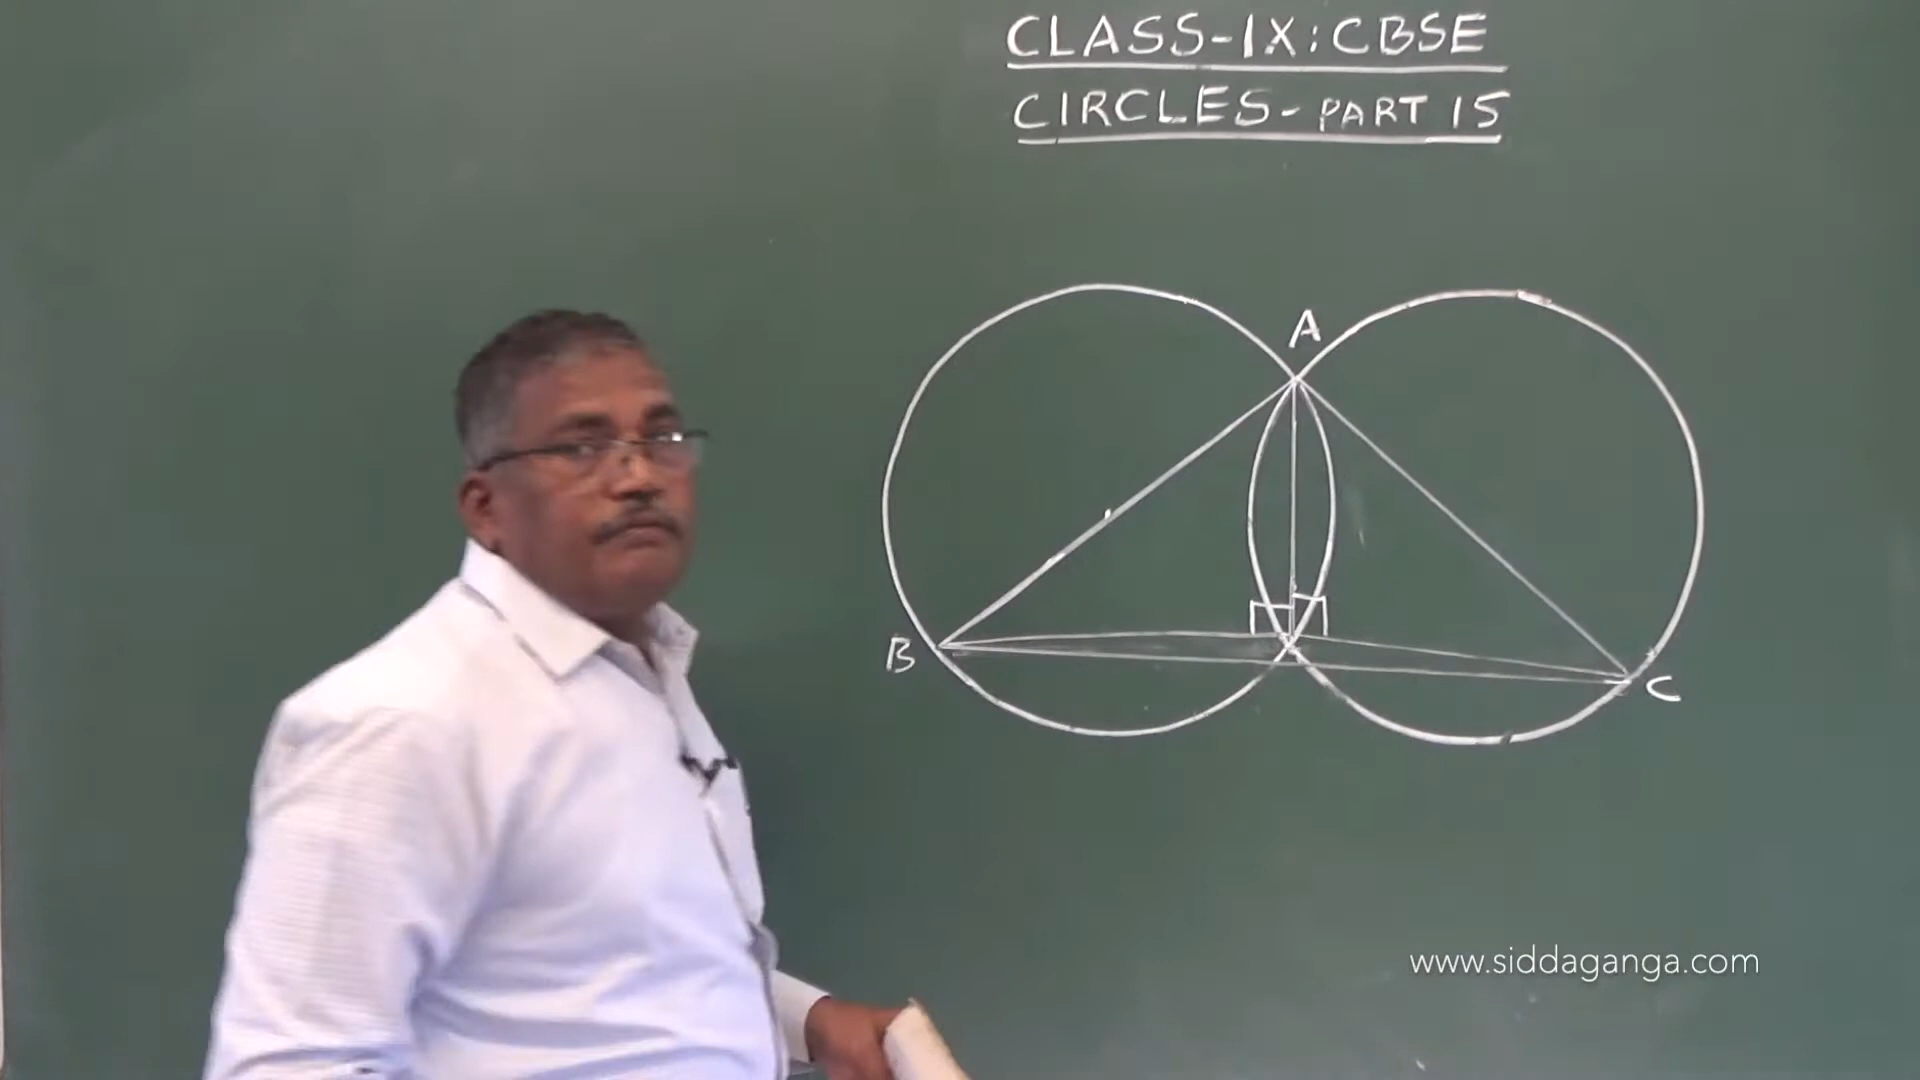 CLASS-IX: CBSE
CIRCLES- PART 15
A
B
C
www.siddaganga.com